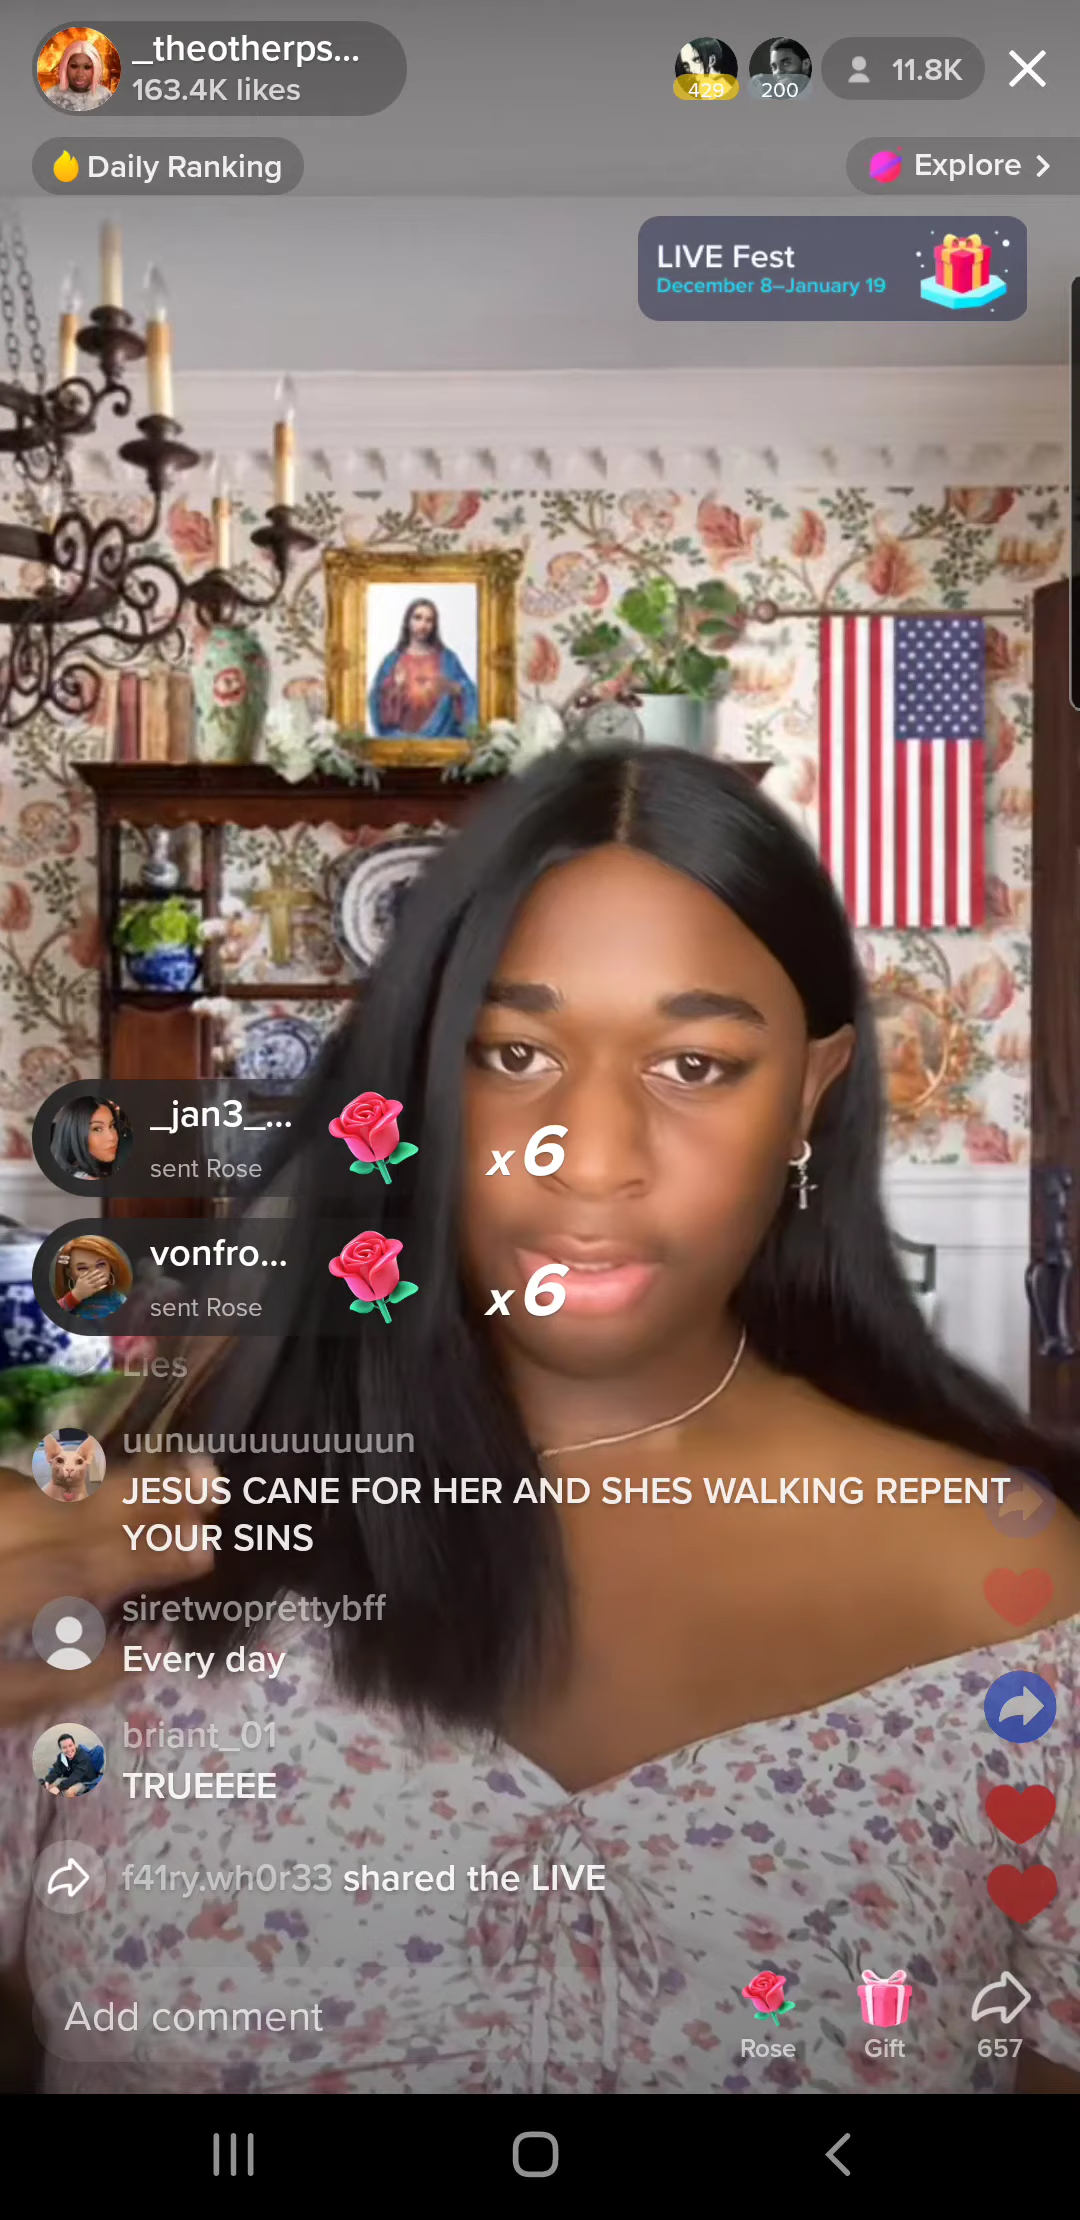 _theotherps...
163.4K likes
429
200
11.8K
Daily Ranking
Explore >
LIVE Fest
December 8–January 19
_jan3_...
sent Rose
x6
vonfro...
sent Rose
x6
Lies
uunuuuuuuuuuun
JESUS CANE FOR HER AND SHES WALKING REPENT
YOUR SINS
siretwoprettybff
Every day
briant_01
TRUEEEE
f41ry.wh0r33 shared the LIVE
Add comment
Rose
Gift
657